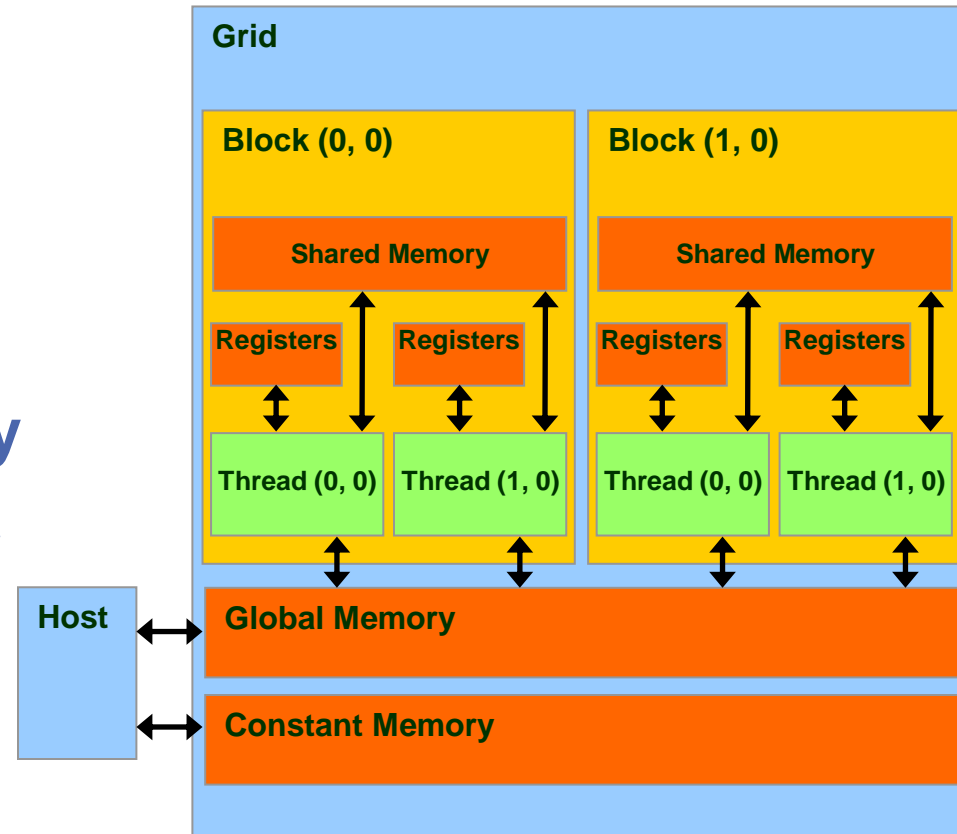 Grid
Block (0, 0)
Block (1, 0)
Shared Memory
Shared Memory
Registers
Registers
Registers
Registers
y
Thread (0, 0)
Thread (1, 0)
Thread (0, 0)
Thread (1, 0)
Host
Global Memory
Constant Memory